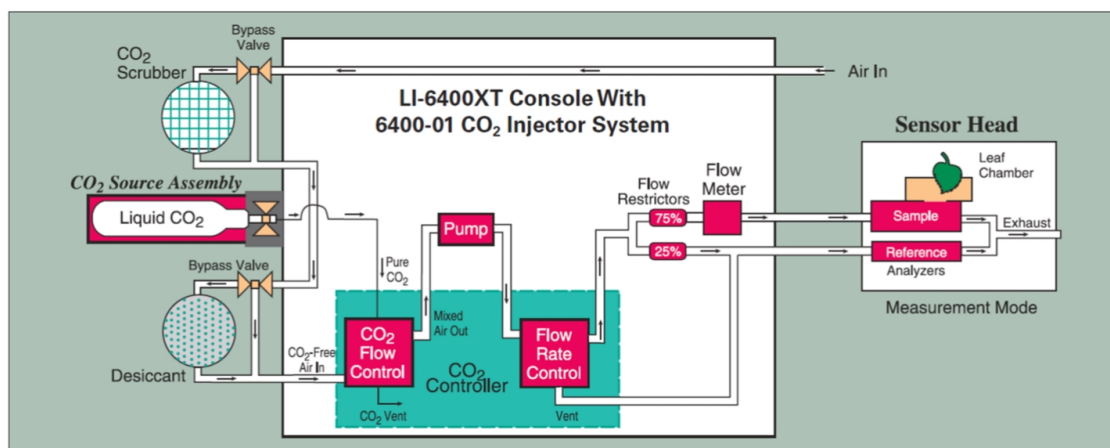 Bypass
Valve
CO2
Scrubber
Air In
LI-6400XT Console With
6400-01 CO2 Injector System
Sensor Head
Leaf
Chamber
CO2 Source Assembly
Liquid CO2
Flow
Restrictors
Flow
Meter
75%
Sample
Exhaust
Pump
25%
Reference
Analyzers
Bypass Valve
Pure
CO2
Measurement Mode
Mixed
Air Out
CO2
Flow
Control
Flow
Rate
Control
CO2-Free
Air In
CO2
Controller
Desiccant
CO2 Vent
Vent